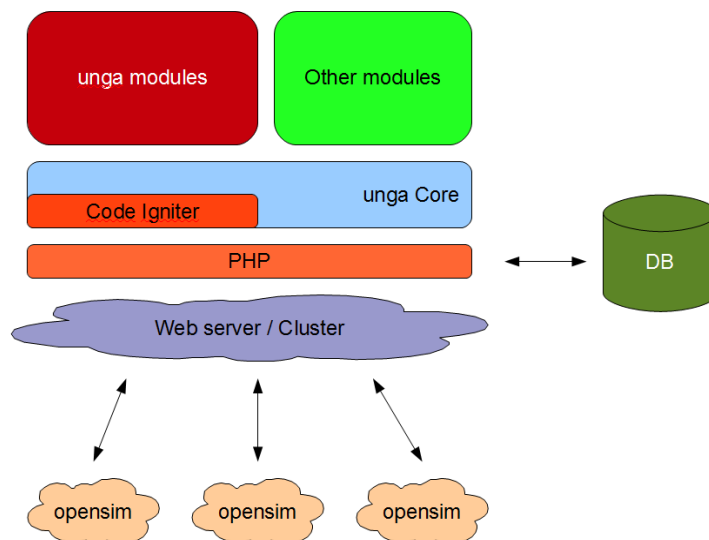 unga modules
Other modules
unga Core
Code Igniter
PHP
DB
Web server / Cluster
opensim
opensim
opensim